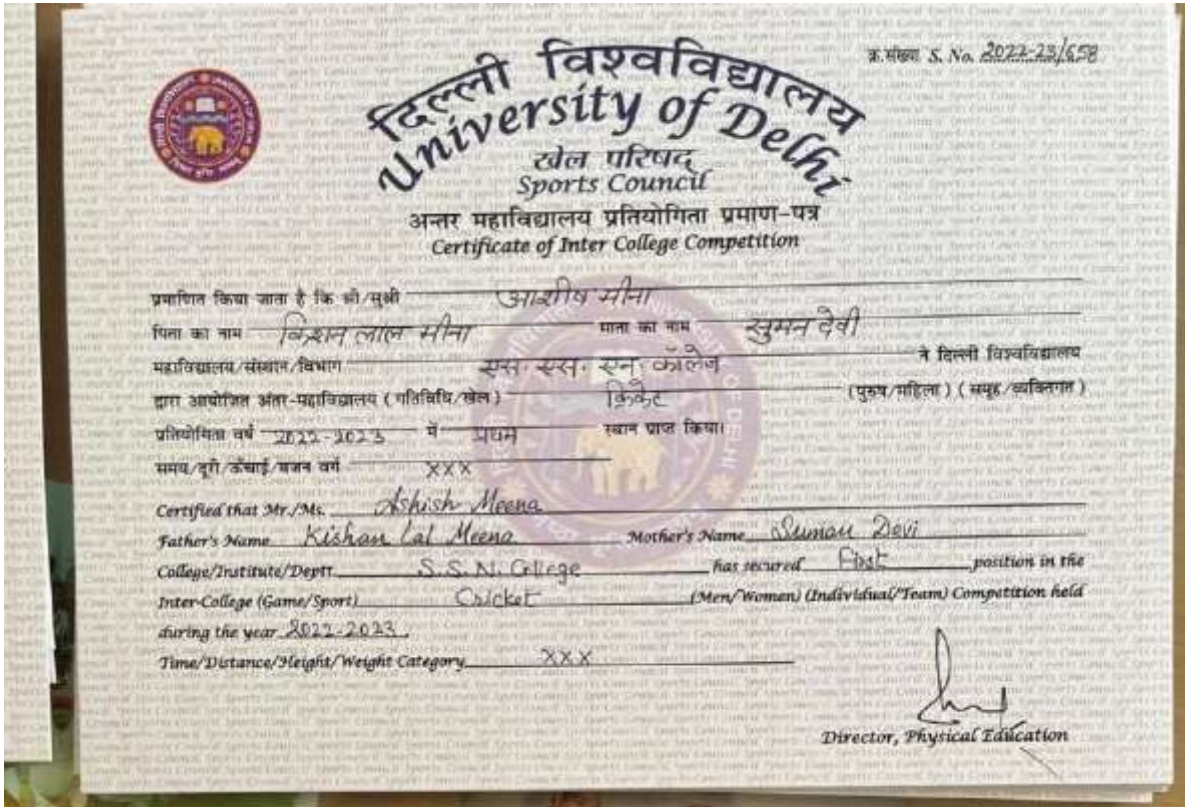 क्र.संख्या S. No. 2022-23/658
दिल्ली विश्वविद्यालय
University of Delhi
खेल परिषद्
Sports Council
अन्तर महाविद्यालय प्रतियोगिता प्रमाण-पत्र
Certificate of Inter College Competition
प्रमाणित किया जाता है कि श्री/सुश्री आशीष मीना
पिता का नाम किशन लाल मीना माता का नाम सुमन देवी
महाविद्यालय/संस्थान/विभाग एस. एस. एन. कॉलेज ने दिल्ली विश्वविद्यालय
द्वारा आयोजित अंतर-महाविद्यालय (गतिविधि/खेल) क्रिकेट (पुरुष/महिला) (समूह/व्यक्तिगत)
प्रतियोगिता वर्ष 2022-2023 में प्रथम स्थान प्राप्त किया।
समय/दूरी/ऊँचाई/वजन वर्ग XXX
Certified that Mr./Ms. Ashish Meena
Father's Name Kishan Lal Meena Mother's Name Suman Devi
College/Institute/Deptt. S.S.N. College has secured First position in the
Inter-College (Game/Sport) Cricket (Men/Women) (Individual/Team) Competition held
during the year 2022-2023.
Time/Distance/Height/Weight Category XXX
Director, Physical Education